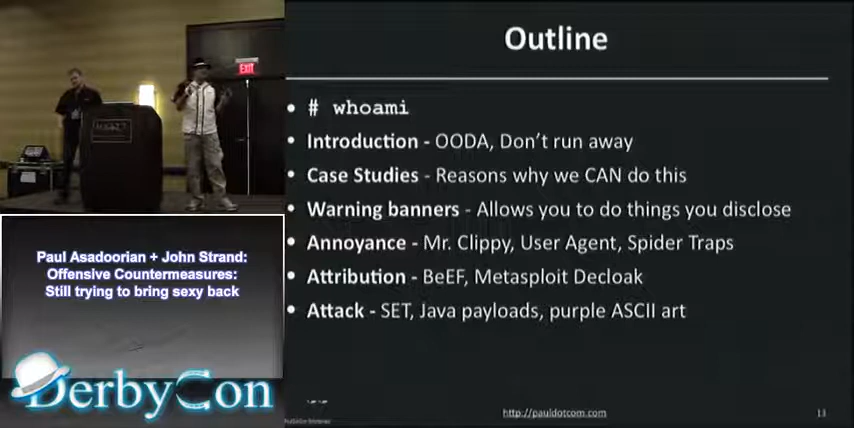 EXIT
HYATT
Paul Asadoorian + John Strand:
Offensive Countermeasures:
Still trying to bring sexy back
DerbyCon
Outline
# whoami
Introduction - OODA, Don't run away
Case Studies - Reasons why we CAN do this
Warning banners - Allows you to do things you disclose
Annoyance - Mr. Clippy, User Agent, Spider Traps
Attribution - BeEF, Metasploit Decloak
Attack - SET, Java payloads, purple ASCII art
http://pauldotcom.com